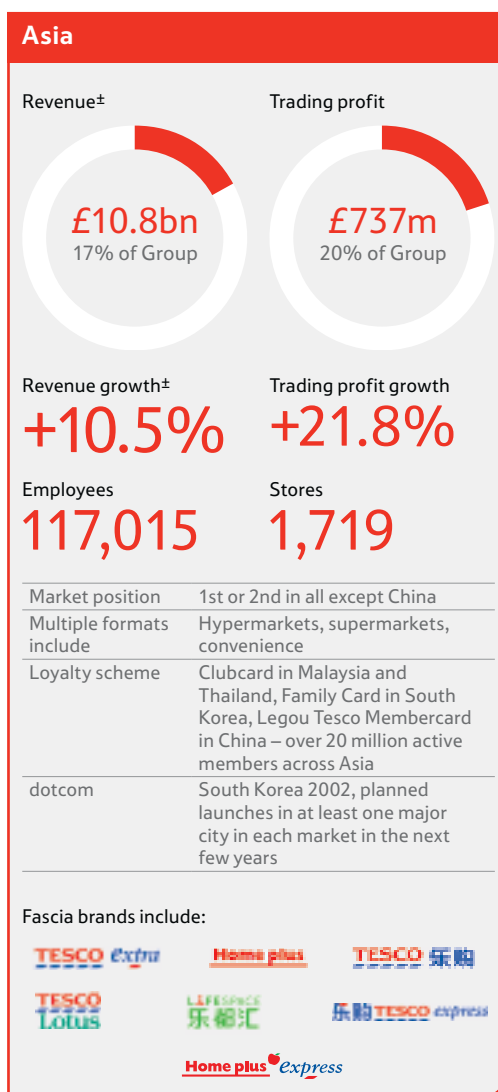 Asia
Revenue±
Trading profit
£10.8bn
17% of Group
£737m
20% of Group
Revenue growth±
Trading profit growth
+10.5%
+21.8%
Employees
Stores
117,015
1,719
Market position 1st or 2nd in all except China
Multiple formats include Hypermarkets, supermarkets,
convenience
Loyalty scheme Clubcard in Malaysia and
Thailand, Family Card in South
Korea, Legou Tesco Membercard
in China – over 20 million active
members across Asia
dotcom South Korea 2002, planned
launches in at least one major
city in each market in the next
few years
Fascia brands include:
TESCO extra
Home plus
TESCO 乐购
TESCO
Lotus
LIFESPACE
乐都汇
乐购 TESCO express
Home plus express